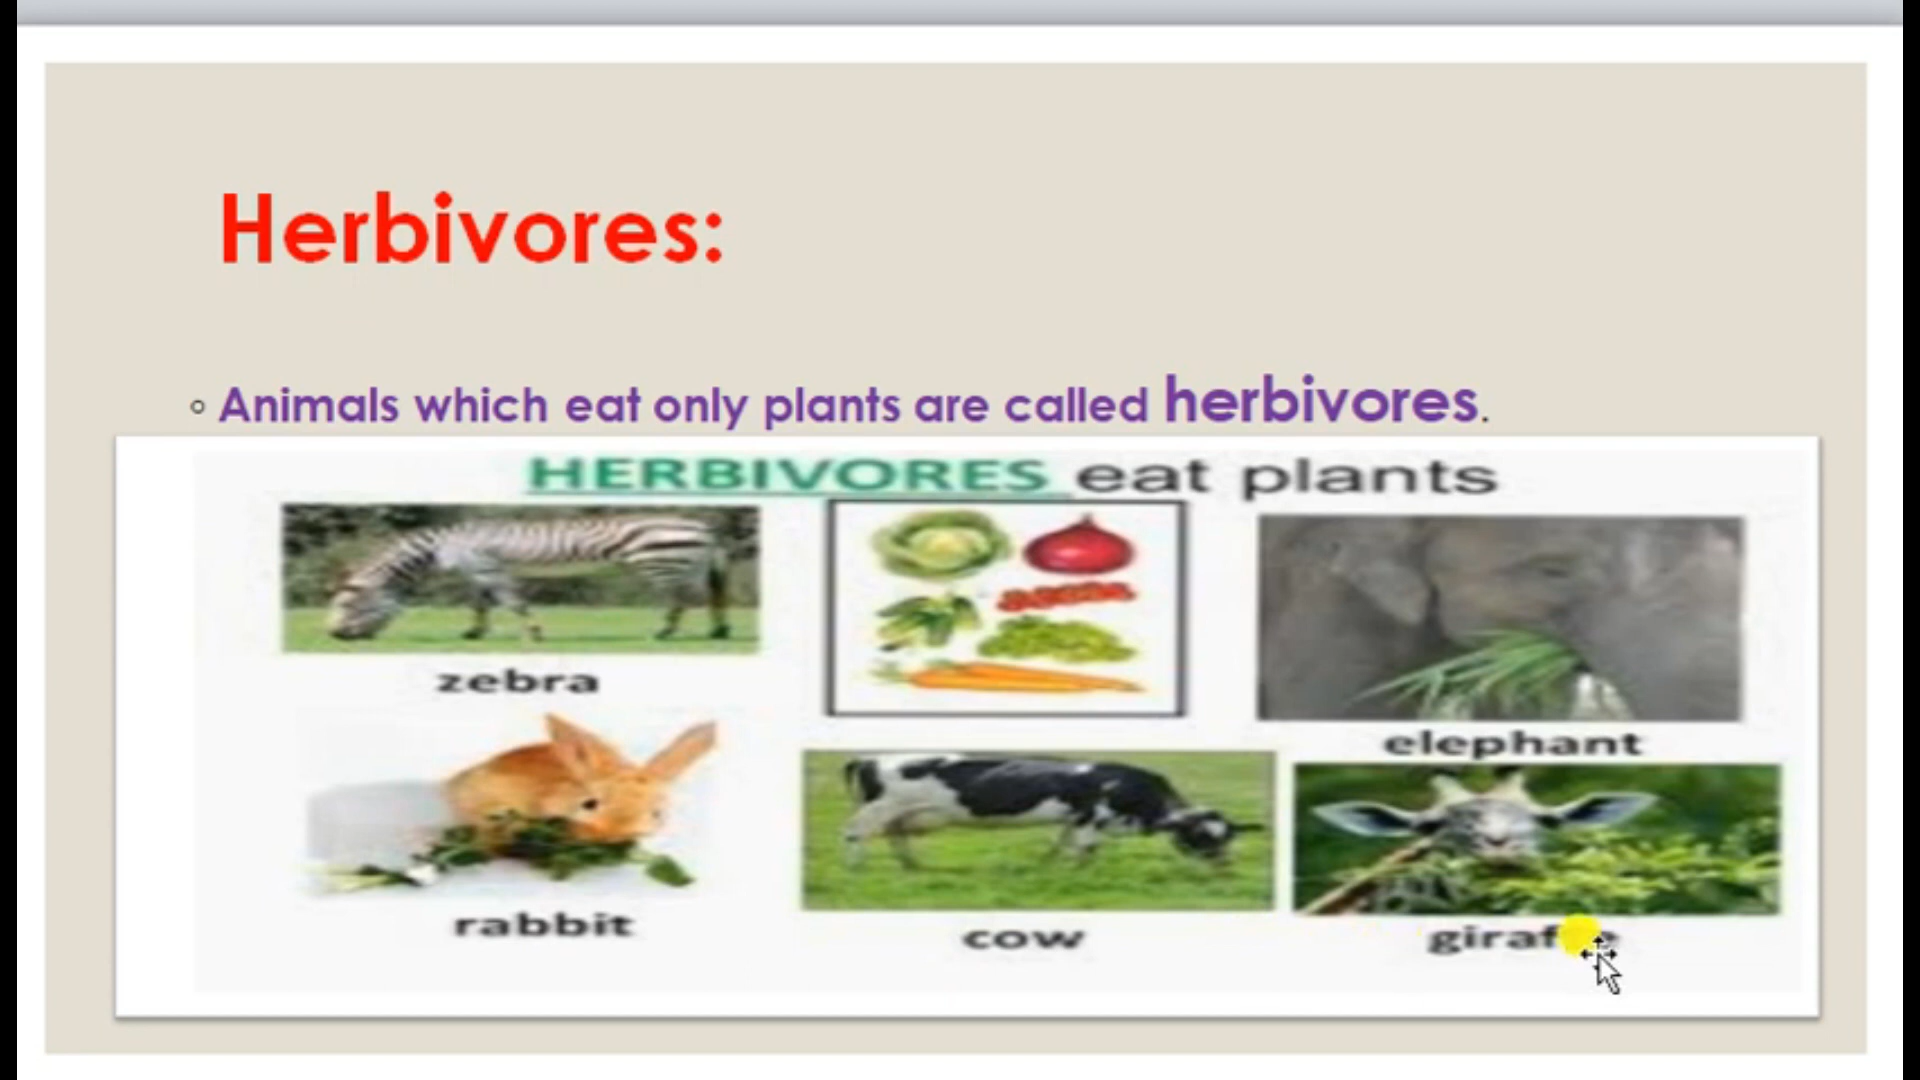 Herbivores:
◦ Animals which eat only plants are called herbivores.
HERBIVORES eat plants
zebra
elephant
rabbit
cow